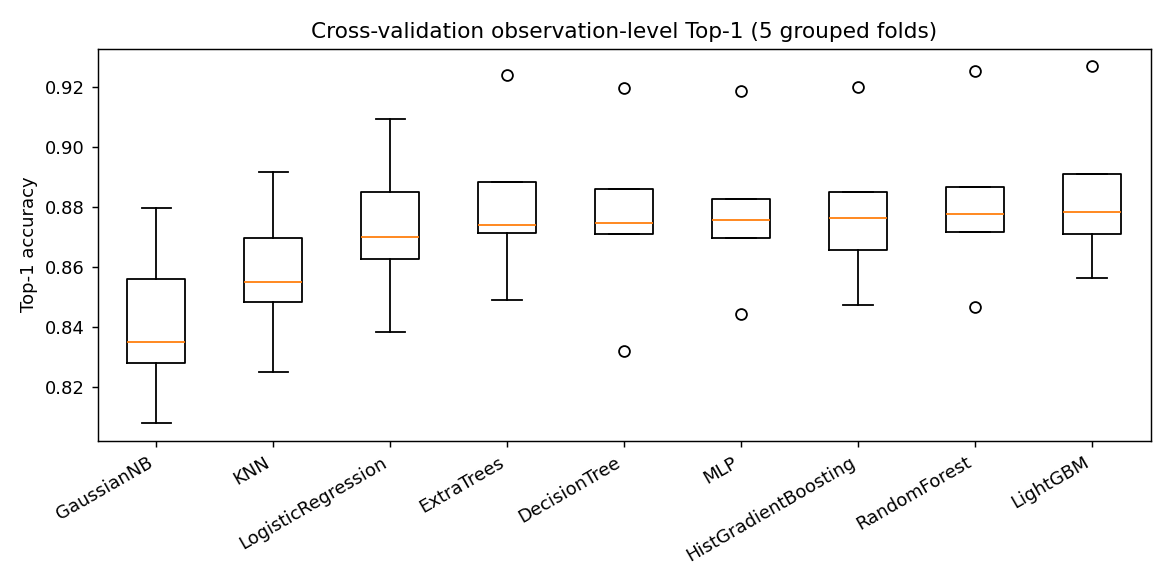 Cross-validation observation-level Top-1 (5 grouped folds)
Top-1 accuracy
0.92
0.90
0.88
0.86
0.84
0.82
GaussianNB
KNN
LogisticRegression
ExtraTrees
DecisionTree
MLP
HistGradientBoosting
RandomForest
LightGBM